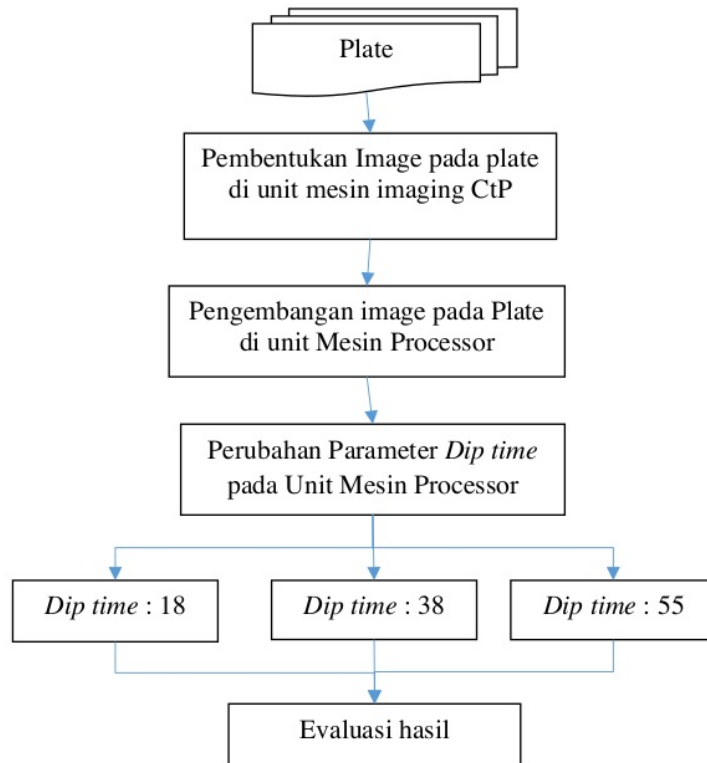 Plate
Pembentukan Image pada plate
di unit mesin imaging CtP
Pengembangan image pada Plate
di unit Mesin Processor
Perubahan Parameter Dip time
pada Unit Mesin Processor
Dip time : 18
Dip time : 38
Dip time : 55
Evaluasi hasil